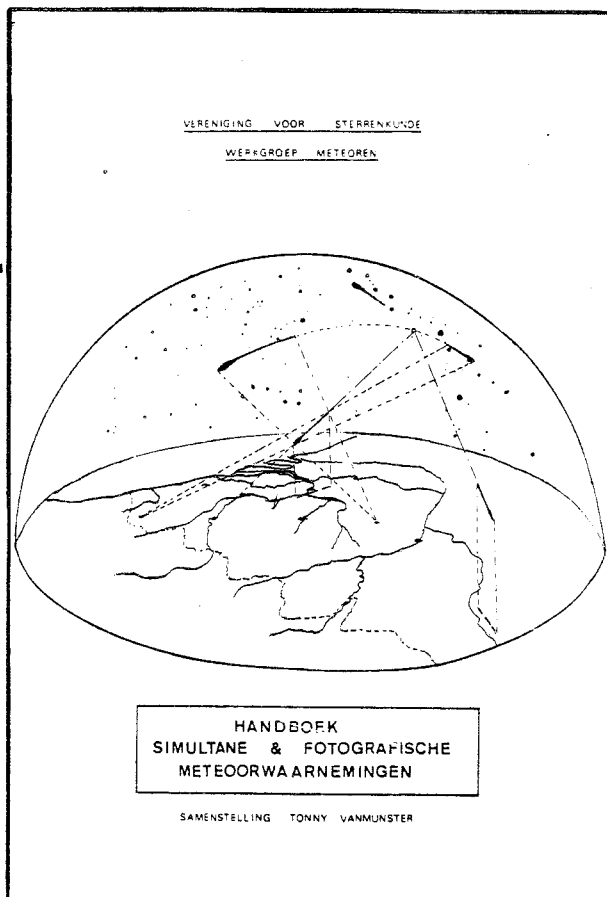 VERENIGING VOOR STERRENKUNDE
WERKGROEP METEOREN
HANDBOEK
SIMULTANE & FOTOGRAFISCHE
METEOORWAARNEMINGEN
SAMENSTELLING TONNY VANMUNSTER